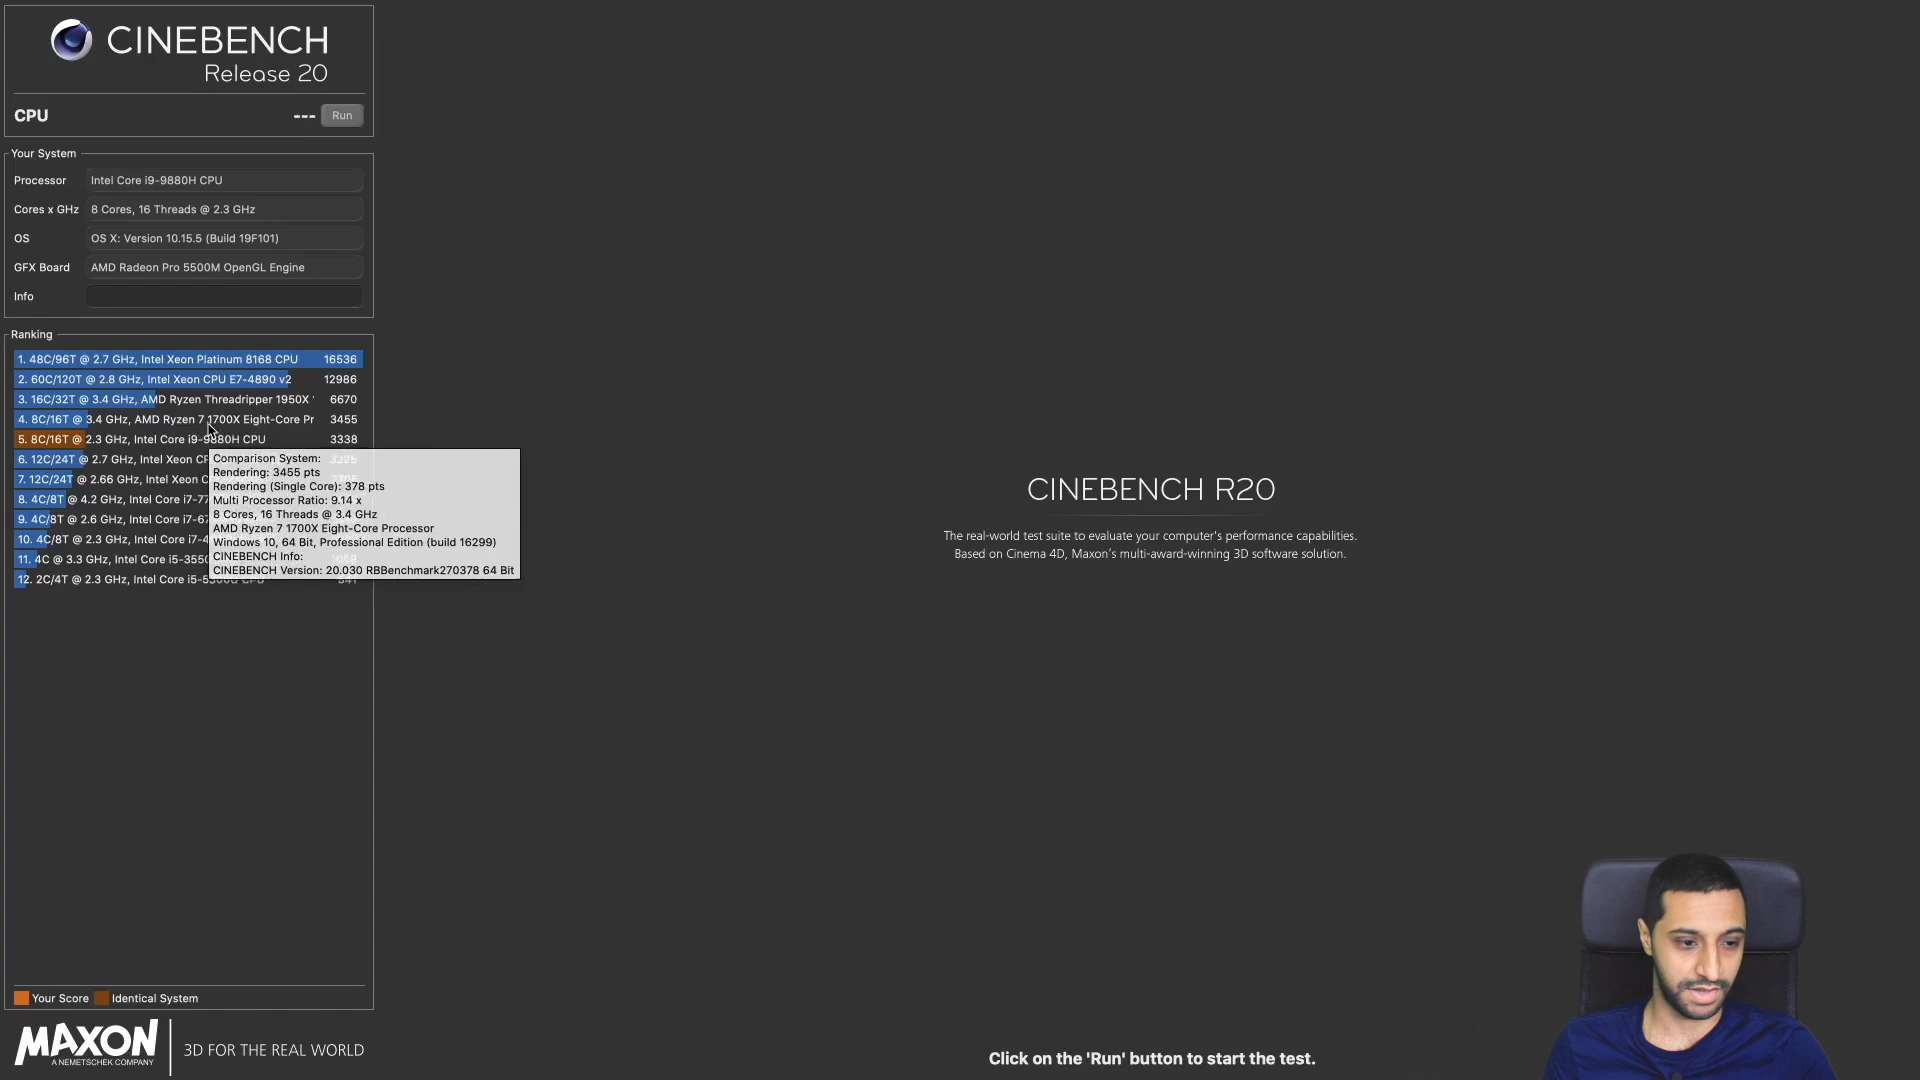 CINEBENCH
Release 20
CPU --- Run
Your System
Processor Intel Core i9-9880H CPU
Cores x GHz 8 Cores, 16 Threads @ 2.3 GHz
OS OS X: Version 10.15.5 (Build 19F101)
GFX Board AMD Radeon Pro 5500M OpenGL Engine
Info
Ranking
1. 48C/96T @ 2.7 GHz, Intel Xeon Platinum 8168 CPU 16536
2. 60C/120T @ 2.8 GHz, Intel Xeon CPU E7-4890 v2 12986
3. 16C/32T @ 3.4 GHz, AMD Ryzen Threadripper 1950X 6670
4. 8C/16T @ 3.4 GHz, AMD Ryzen 7 1700X Eight-Core Pr 3455
5. 8C/16T @ 2.3 GHz, Intel Core i9-9880H CPU 3338
6. 12C/24T @ 2.7 GHz, Intel Xeon
7. 12C/24T @ 2.66 GHz, Intel Xeon
8. 4C/8T @ 4.2 GHz, Intel Core
9. 4C/8T @ 2.6 GHz, Intel Core
10. 4C/8T @ 2.3 GHz, Intel Core
11. 4C @ 3.3 GHz, Intel Core
12. 2C/4T @ 2.3 GHz, Intel Core
Comparison System:
Rendering: 3455 pts
Rendering (Single Core): 378 pts
Multi Processor Ratio: 9.14 x
8 Cores, 16 Threads @ 3.4 GHz
AMD Ryzen 7 1700X Eight-Core Processor
Windows 10, 64 Bit, Professional Edition (build 16299)
CINEBENCH Info:
CINEBENCH Version: 20.030 RBBenchmark270378 64 Bit
CINEBENCH R20
The real-world test suite to evaluate your computer's performance capabilities.
Based on Cinema 4D, Maxon's multi-award-winning 3D software solution.
Your Score Identical System
MAXON
A NEMETSCHEK COMPANY
3D FOR THE REAL WORLD
Click on the 'Run' button to start the test.